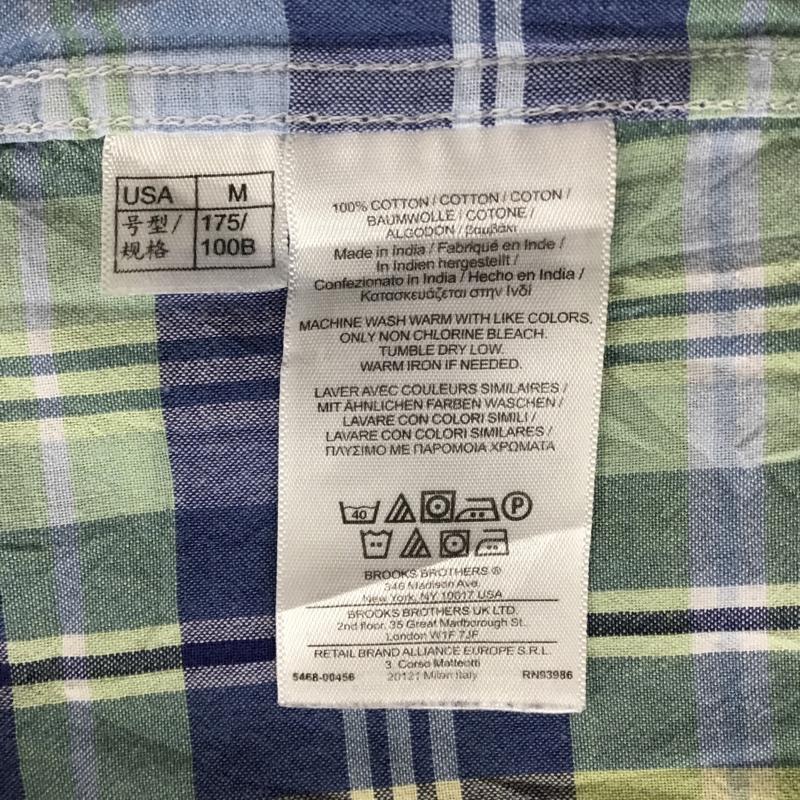 USA M
号型/ 175/
规格 100B
100% COTTON / COTTON / COTON /
BAUMWOLLE / COTONE /
ALGODON / βαμβάκι
Made in India / Fabriqué en Inde /
In Indien hergestellt /
Confezionato in India / Hecho en India /
Κατασκευάζεται στην Ινδί
MACHINE WASH WARM WITH LIKE COLORS.
ONLY NON CHLORINE BLEACH.
TUMBLE DRY LOW.
WARM IRON IF NEEDED.
LAVER AVEC COULEURS SIMILAIRES /
MIT ÄHNLICHEN FARBEN WASCHEN /
LAVARE CON COLORI SIMILI /
LAVARE CON COLORI SIMILARES /
ΠΛΥΣΙΜΟ ΜΕ ΠΑΡΟΜΟΙΑ ΧΡΩΜΑΤΑ
40 P
BROOKS BROTHERS ®
346 Madison Ave.
New York, NY 10017 USA
BROOKS BROTHERS UK LTD.
2nd floor, 35 Great Marlborough St.
London W1F 7JF
RETAIL BRAND ALLIANCE EUROPE S.R.L.
3, Corso Matteotti
5468-00456 20121 Milan Italy RN93986